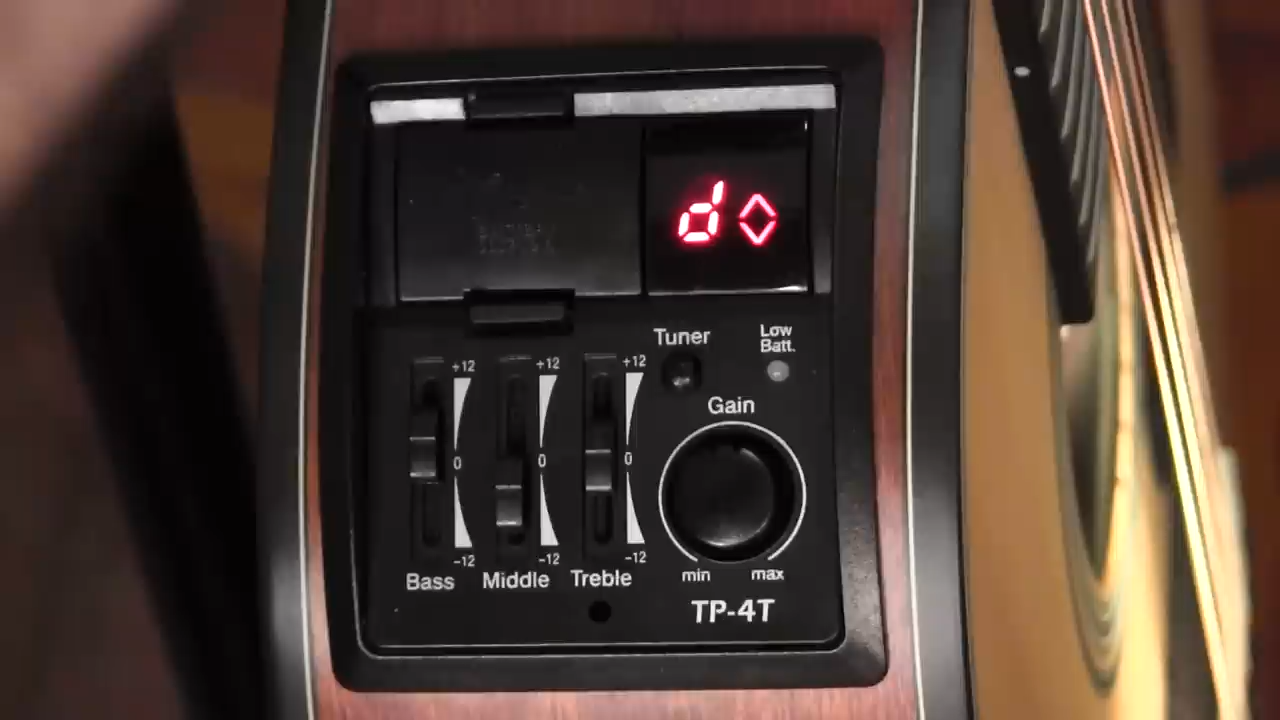 d
Tuner
Low
Batt.
Gain
+12 +12 +12
0 0 0
-12 -12 -12
Bass Middle Treble
min max
TP-4T